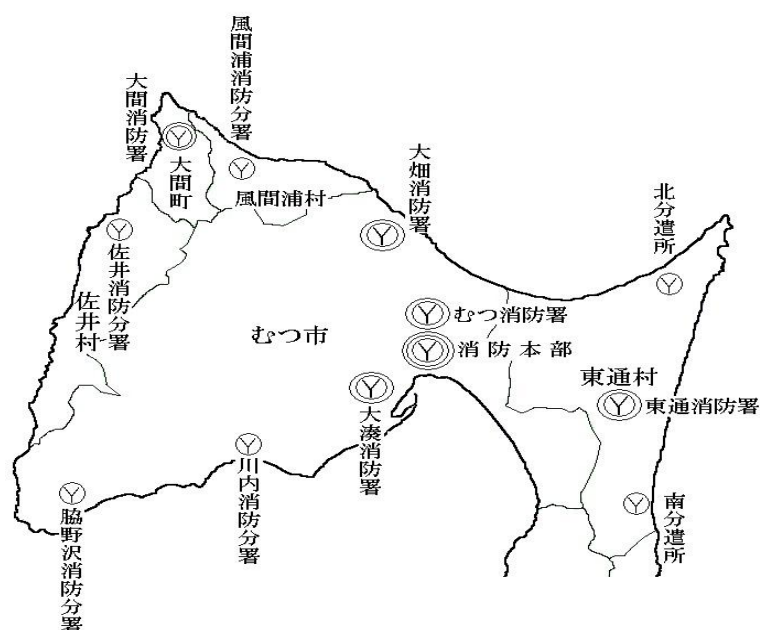 風間浦消防分署
大間消防署
大間町
風間浦村
大畑消防署
北分遣所
佐井消防分署
佐井村
むつ市
むつ消防署
消防本部
東通村
東通消防署
大湊消防署
川内消防分署
脇野沢消防分署
南分遣所